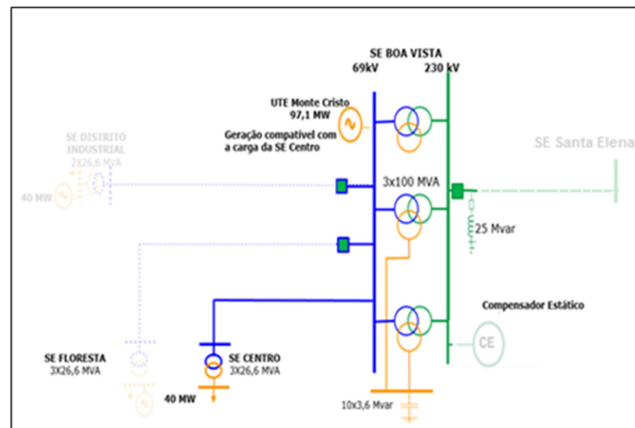 SE BOA VISTA
69kV
230 kV
UTE Monte Cristo
97,1 MW
Geração compatível com
a carga da SE Centro
SE DISTRITO
INDUSTRIAL
2X26,6 MVA
40 MW
SE Santa Elena
3x100 MVA
25 Mvar
Compensador Estático
CE
SE FLORESTA
3X26,6 MVA
SE CENTRO
3X26,6 MVA
40 MW
10x3,6 Mvar